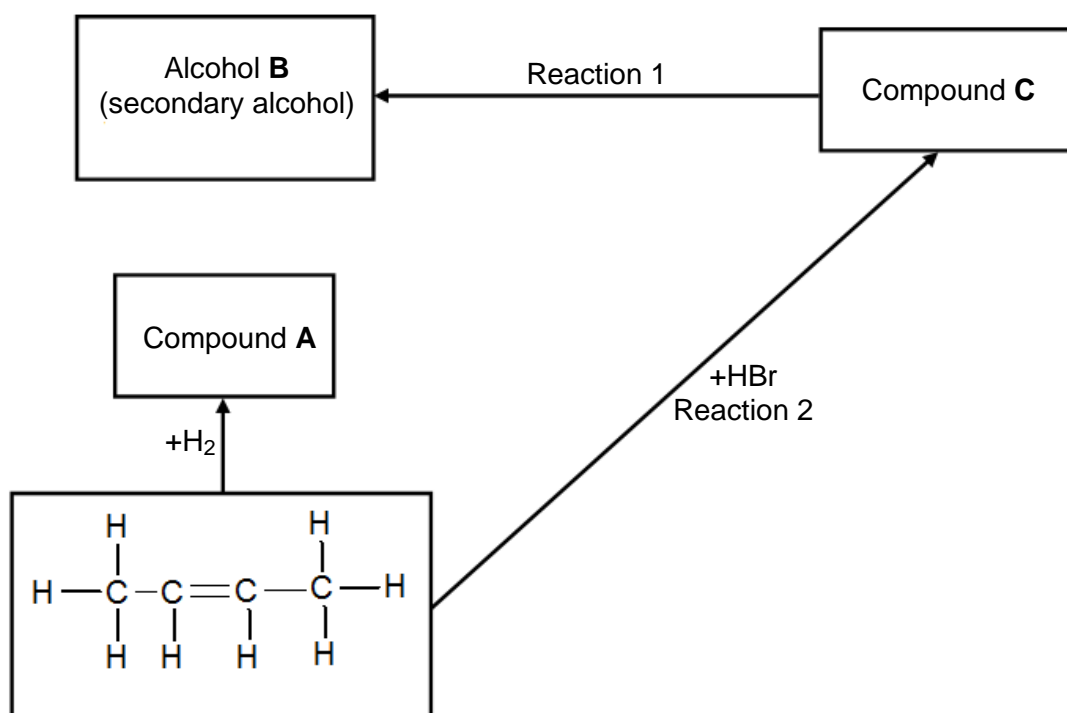 Alcohol B
(secondary alcohol)
Reaction 1
Compound C
Compound A
+HBr
Reaction 2
+H₂
H H
H C C C C H
H H H H